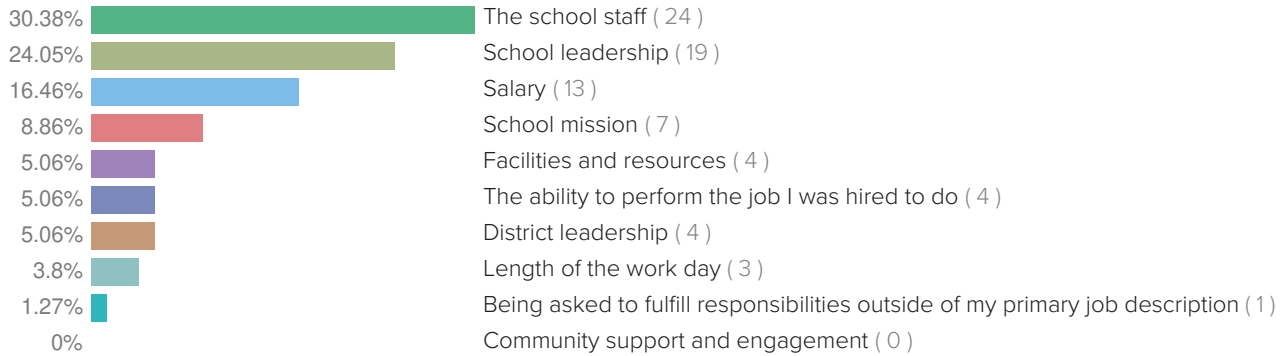 30.38% The school staff ( 24 )
24.05% School leadership ( 19 )
16.46% Salary ( 13 )
8.86% School mission ( 7 )
5.06% Facilities and resources ( 4 )
5.06% The ability to perform the job I was hired to do ( 4 )
5.06% District leadership ( 4 )
3.8% Length of the work day ( 3 )
1.27% Being asked to fulfill responsibilities outside of my primary job description ( 1 )
0% Community support and engagement ( 0 )